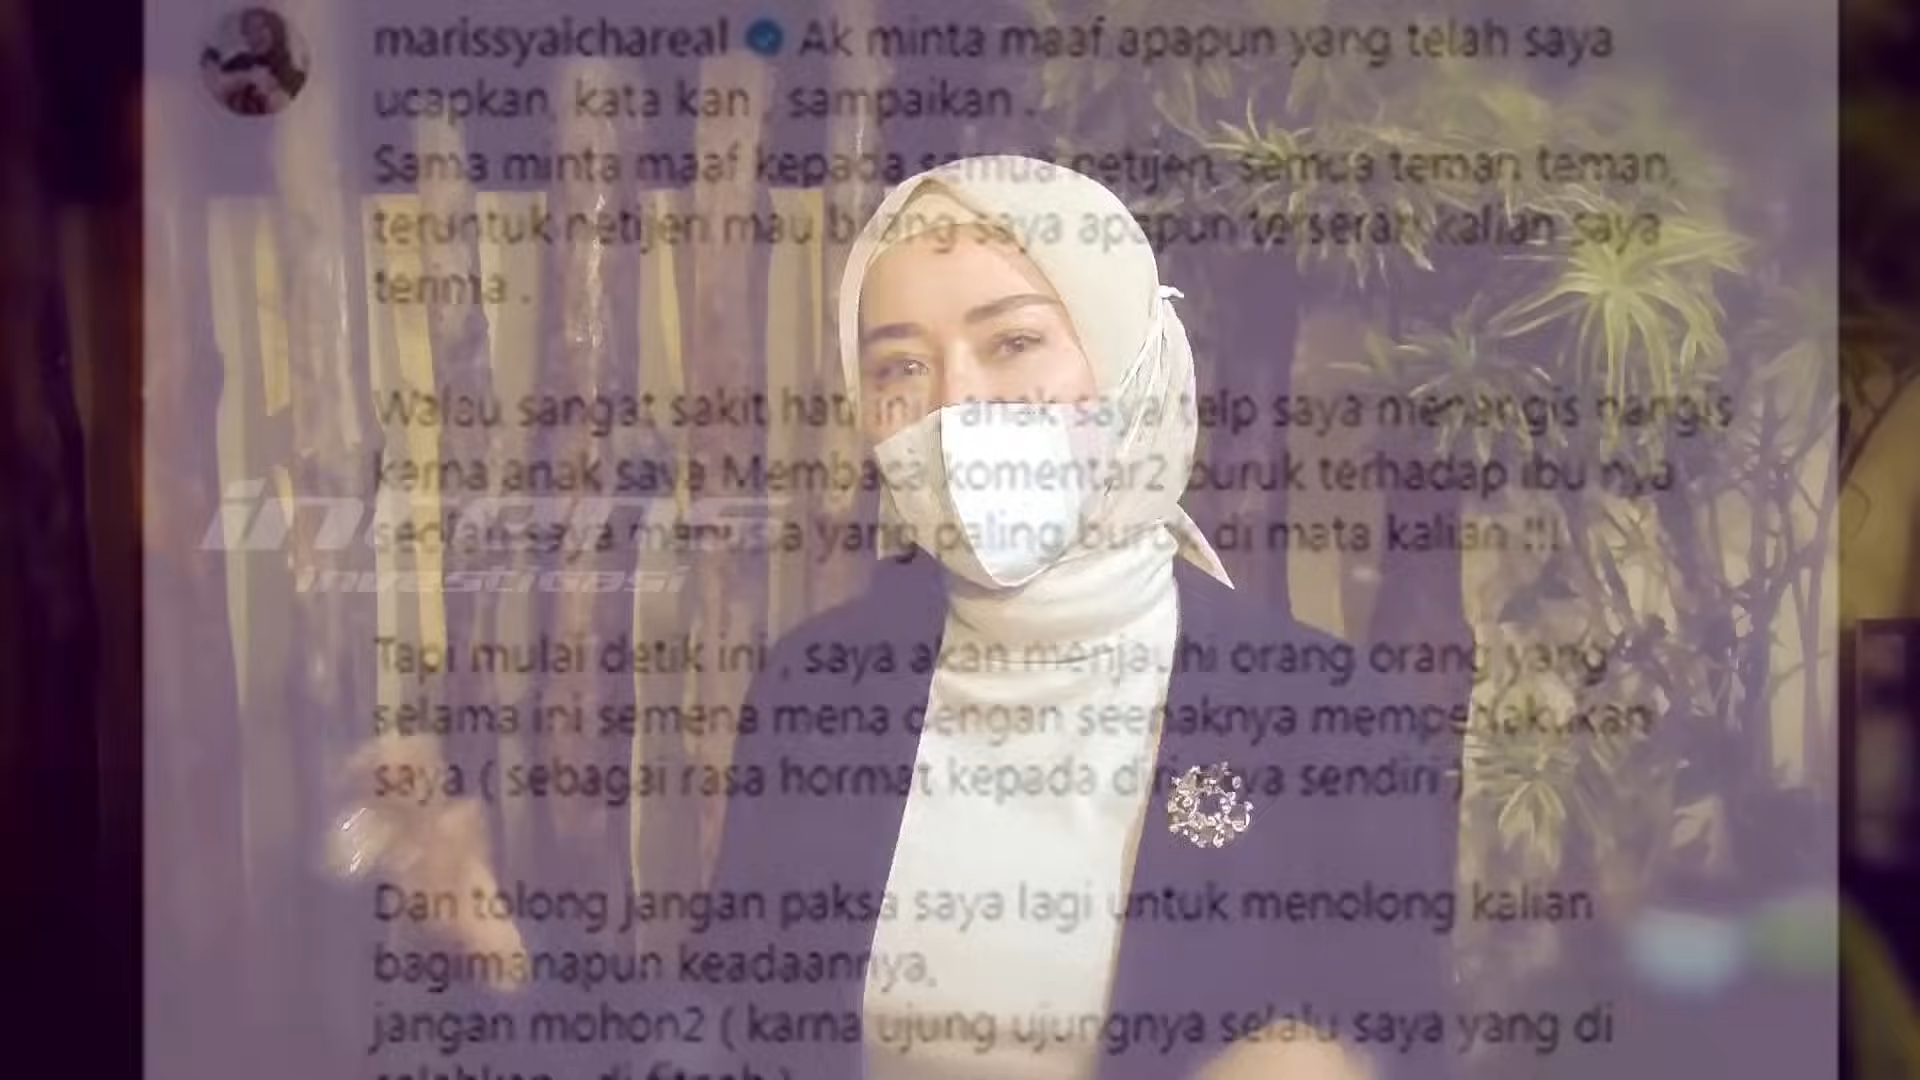 marissyaichareal Ak minta maaf apapun yang telah saya
ucapkan, kata kan , sampaikan .
Sama minta maaf kepada semua netijen, semua teman teman,
teruntuk netijen mau bilang saya apapun terserah kalian saya
terima .
Walau sangat sakit hati ini , anak saya telp saya menangis nangis
karna anak saya Membaca komentar2 buruk terhadap ibu nya
saya yang paling buruk di mata kalian !!!
intens
investigasi
Tapi mulai detik ini , saya akan menjauhi orang orang yang
selama ini semena mena dengan seenaknya memperlakukan
saya ( sebagai rasa hormat kepada diri saya sendiri )
Dan tolong jangan paksa saya lagi untuk menolong kalian
bagimanapun keadaannya,
jangan mohon2 ( karna ujung ujungnya selalu saya yang di